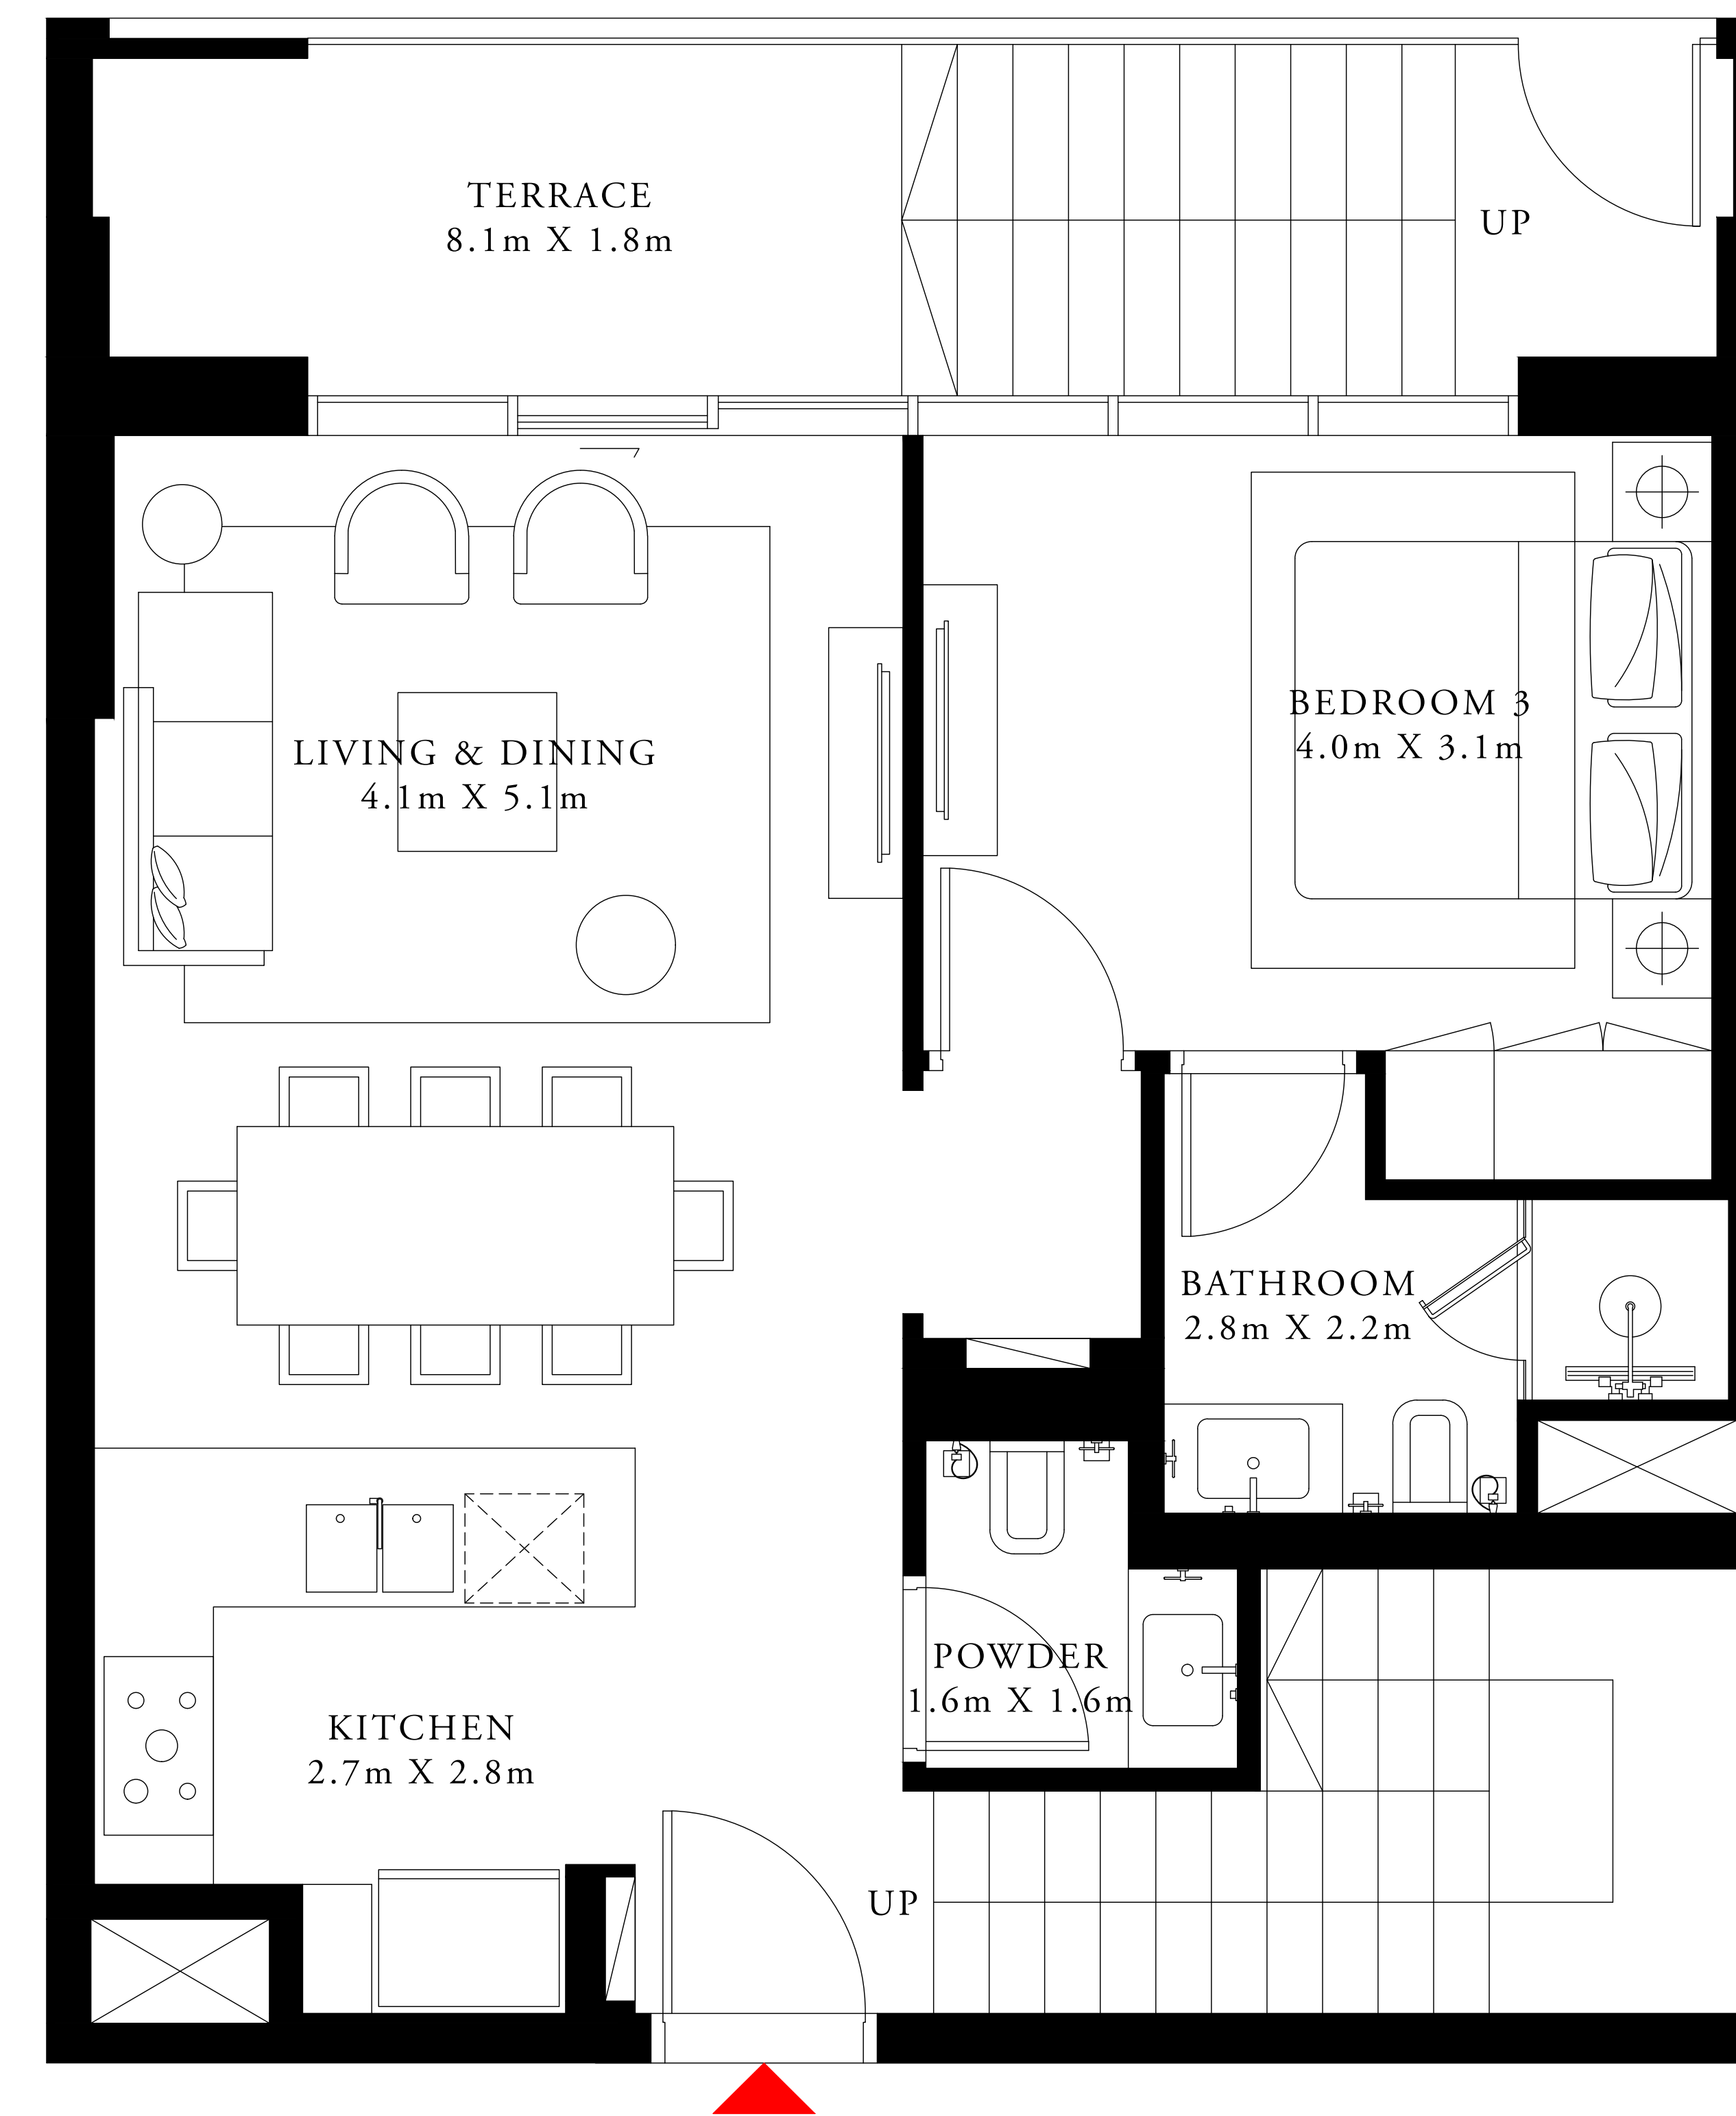 TERRACE
8.1m X 1.8m
UP
BEDROOM 3
4.0m X 3.1m
LIVING & DINING
4.1m X 5.1m
BATHROOM
2.8m X 2.2m
POWDER
1.6m X 1.6m
KITCHEN
2.7m X 2.8m
UP